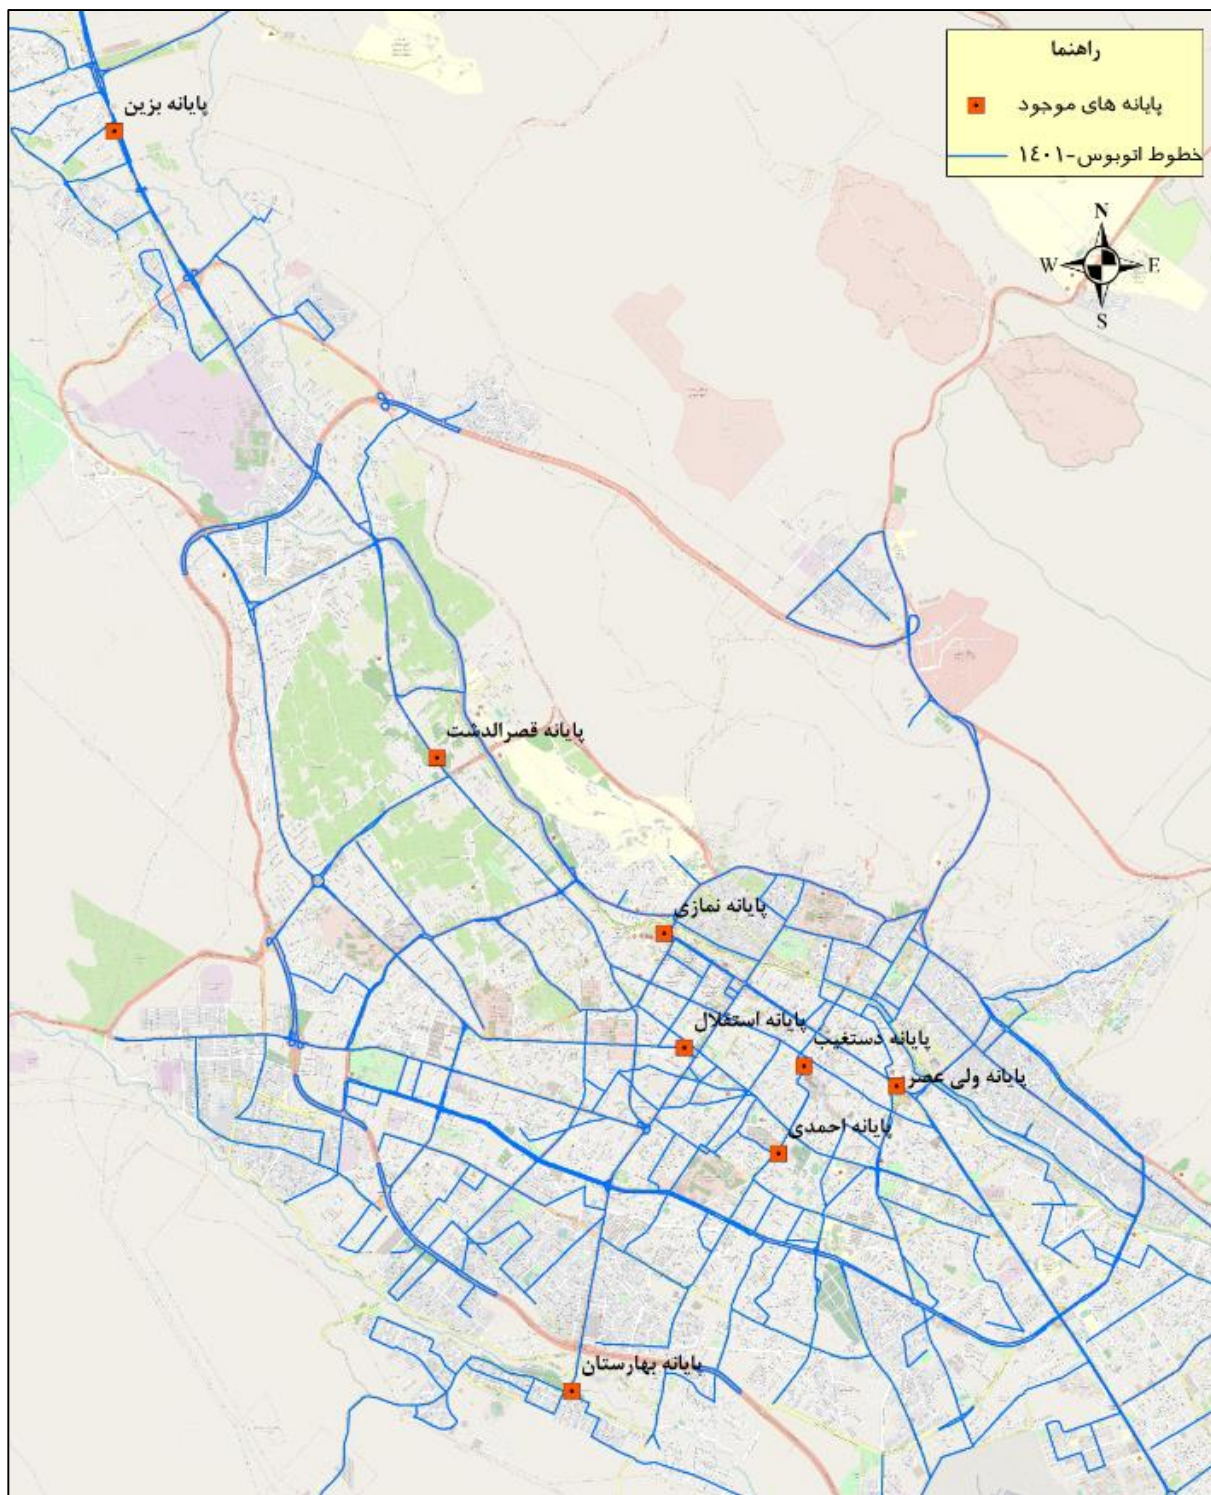 راهنما
پایانه های موجود
خطوط اتوبوس-١٤٠١
N
W
E
S
پایانه بزین
پایانه قصرالدشت
پایانه نمازی
پایانه استقلال
پایانه دستغیب
پایانه ولی عصر
پایانه احمدی
پایانه بهارستان